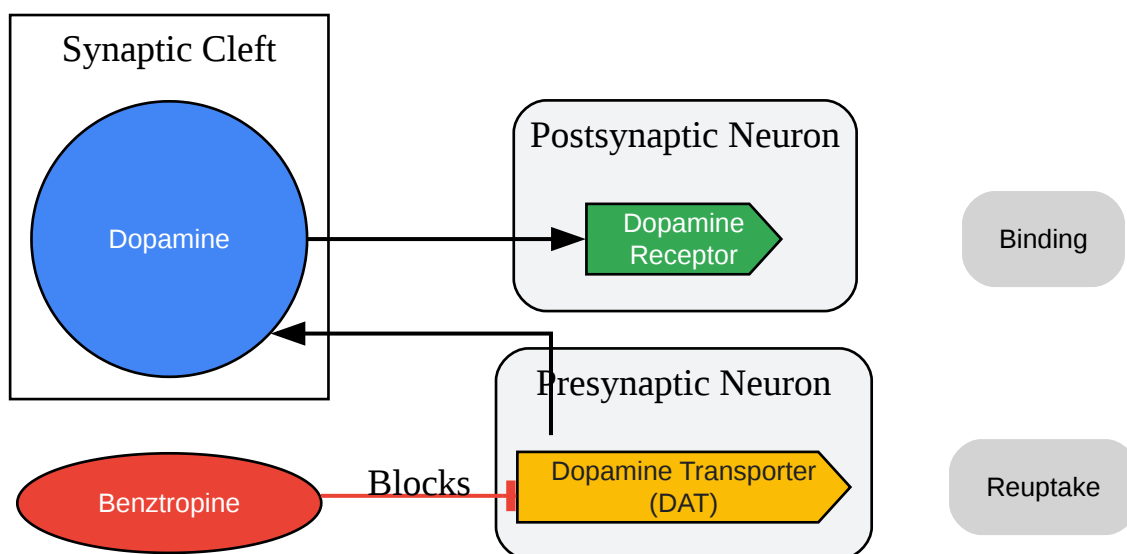 Synaptic Cleft
Dopamine
Postsynaptic Neuron
Dopamine
Receptor
Binding
Presynaptic Neuron
Benztropine
Blocks
Dopamine Transporter
(DAT)
Reuptake